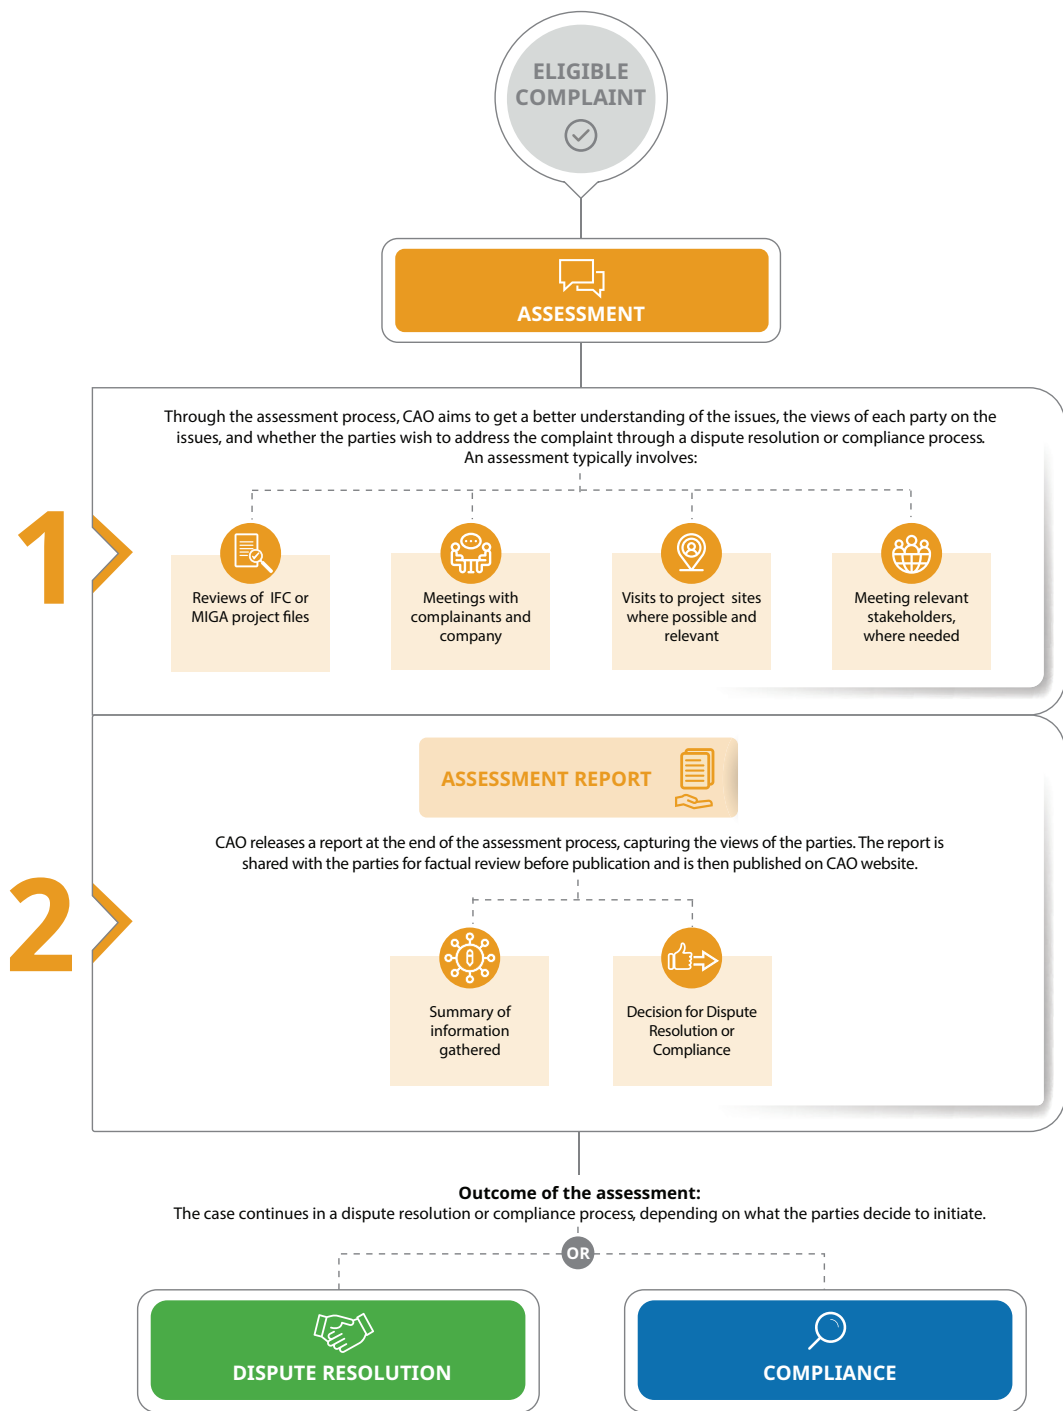 ELIGIBLE
COMPLAINT
ASSESSMENT
1
Through the assessment process, CAO aims to get a better understanding of the issues, the views of each party on the
issues, and whether the parties wish to address the complaint through a dispute resolution or compliance process.
An assessment typically involves:
Reviews of IFC or
MIGA project files
Meetings with
complainants and
company
Visits to project sites
where possible and
relevant
Meeting relevant
stakeholders,
where needed
2
ASSESSMENT REPORT
CAO releases a report at the end of the assessment process, capturing the views of the parties. The report is
shared with the parties for factual review before publication and is then published on CAO website.
Summary of
information
gathered
Decision for Dispute
Resolution or
Compliance
Outcome of the assessment:
The case continues in a dispute resolution or compliance process, depending on what the parties decide to initiate.
OR
DISPUTE RESOLUTION
COMPLIANCE